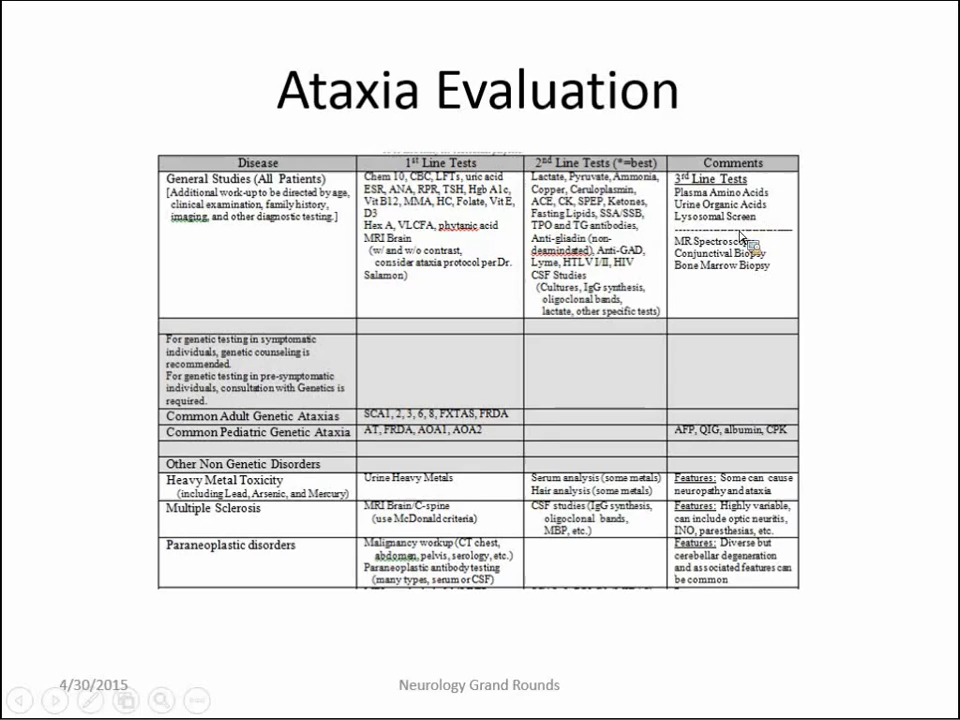 Ataxia Evaluation
Disease
1st Line Tests
2nd Line Tests (*=best)
Comments
General Studies (All Patients)
[Additional work-up to be directed by age,
clinical examination, family history,
imaging, and other diagnostic testing.]
Chem 10, CBC, LFTs, uric acid
ESR, ANA, RPR, TSH, Hgb A1c,
Vit B12, MMA, HC, Folate, Vit E,
D3
Hex A, VLCFA, phytanic acid
MRI Brain
(w/ and w/o contrast,
consider ataxia protocol per Dr.
Salamon)
Lactate, Pyruvate, Ammonia,
Copper, Ceruloplasmin,
ACE, CK, SPEP, Ketones,
Fasting Lipids, SSA/SSB,
TPO and TG antibodies,
Anti-gliadin (non-
deamindated), Anti-GAD,
Lyme, HTLV I/II, HIV
CSF Studies
(Cultures, IgG synthesis,
oligoclonal bands,
lactate, other specific tests)
3rd Line Tests
Plasma Amino Acids
Urine Organic Acids
Lysosomal Screen
MR
Conjunctival Biopsy
Bone Marrow Biopsy
For genetic testing in symptomatic
individuals, genetic counseling is
recommended.
For genetic testing in pre-symptomatic
individuals, consultation with Genetics is
required.
Common Adult Genetic Ataxias
SCA1, 2, 3, 6, 8, FXTAS, FRDA
Common Pediatric Genetic Ataxia
AT, FRDA, AOA1, AOA2
AFP, QIG, albumin, CPK
Other Non Genetic Disorders
Heavy Metal Toxicity
(including Lead, Arsenic, and Mercury)
Urine Heavy Metals
Serum analysis (some metals)
Hair analysis (some metals)
Features: Some can cause
neuropathy and ataxia
Multiple Sclerosis
MRI Brain/C-spine
(use McDonald criteria)
CSF studies (IgG synthesis,
oligoclonal bands,
MBP, etc.)
Features: Highly variable,
can include optic neuritis,
INO, paresthesias, etc.
Paraneoplastic disorders
Malignancy workup (CT chest,
abdomen, pelvis, serology, etc.)
Paraneoplastic antibody testing
(many types, serum or CSF)
Features: Diverse but
cerebellar degeneration
and associated features can
be common
4/30/2015
Neurology Grand Rounds